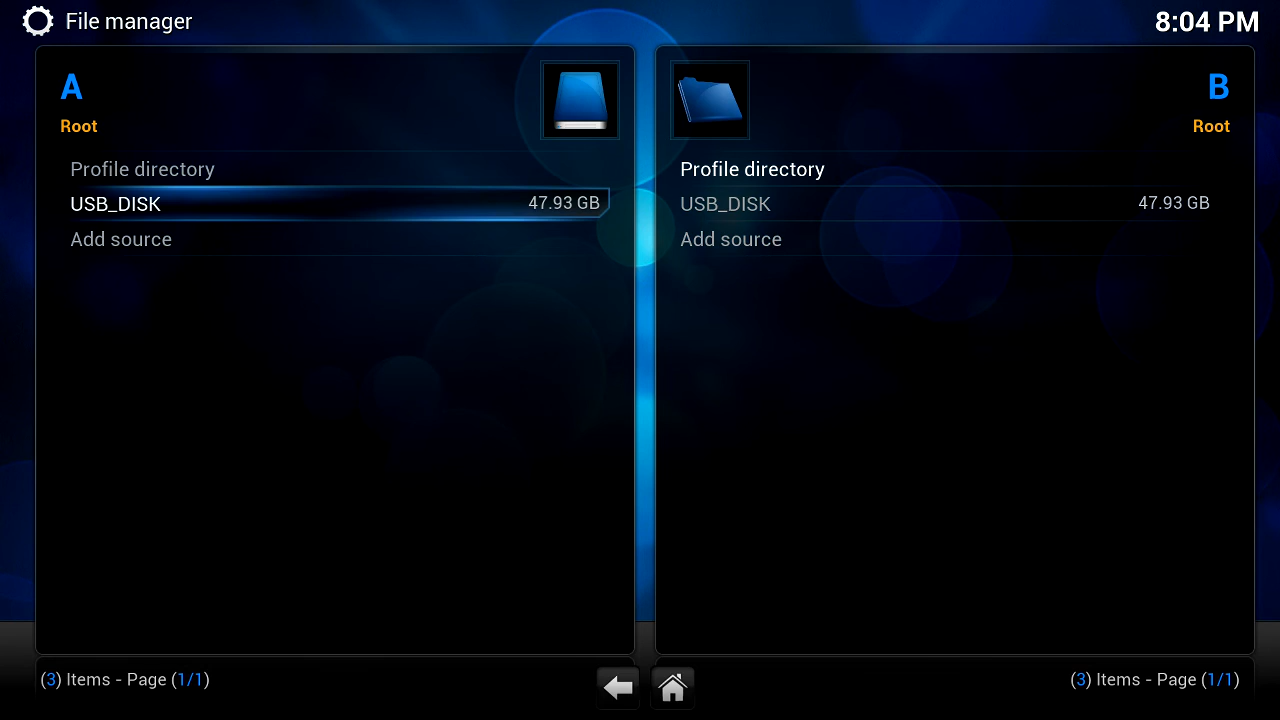 File manager
8:04 PM
A
Root
Profile directory
USB_DISK 47.93 GB
Add source
(3) Items - Page (1/1)
B
Root
Profile directory
USB_DISK 47.93 GB
Add source
(3) Items - Page (1/1)